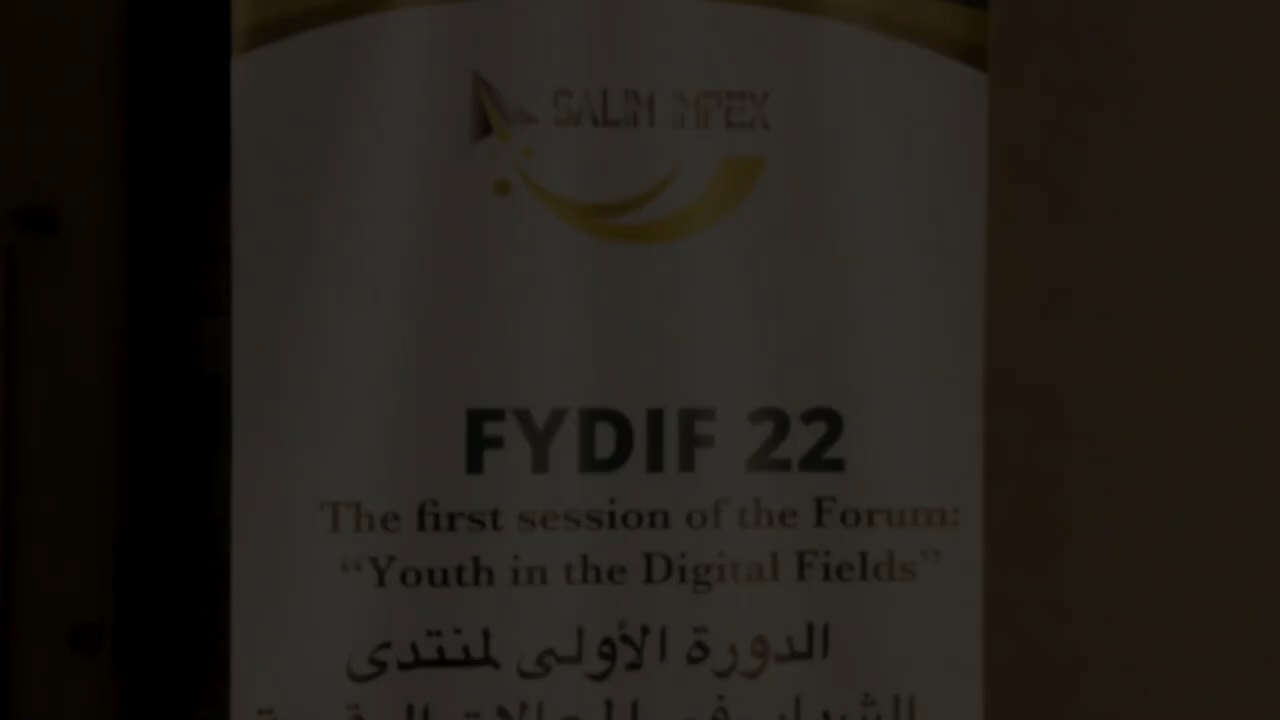 SALIM IMPEX
FYDIF 22
The first session of the Forum:
“Youth in the Digital Fields”
الدورة الأولى لمنتدى